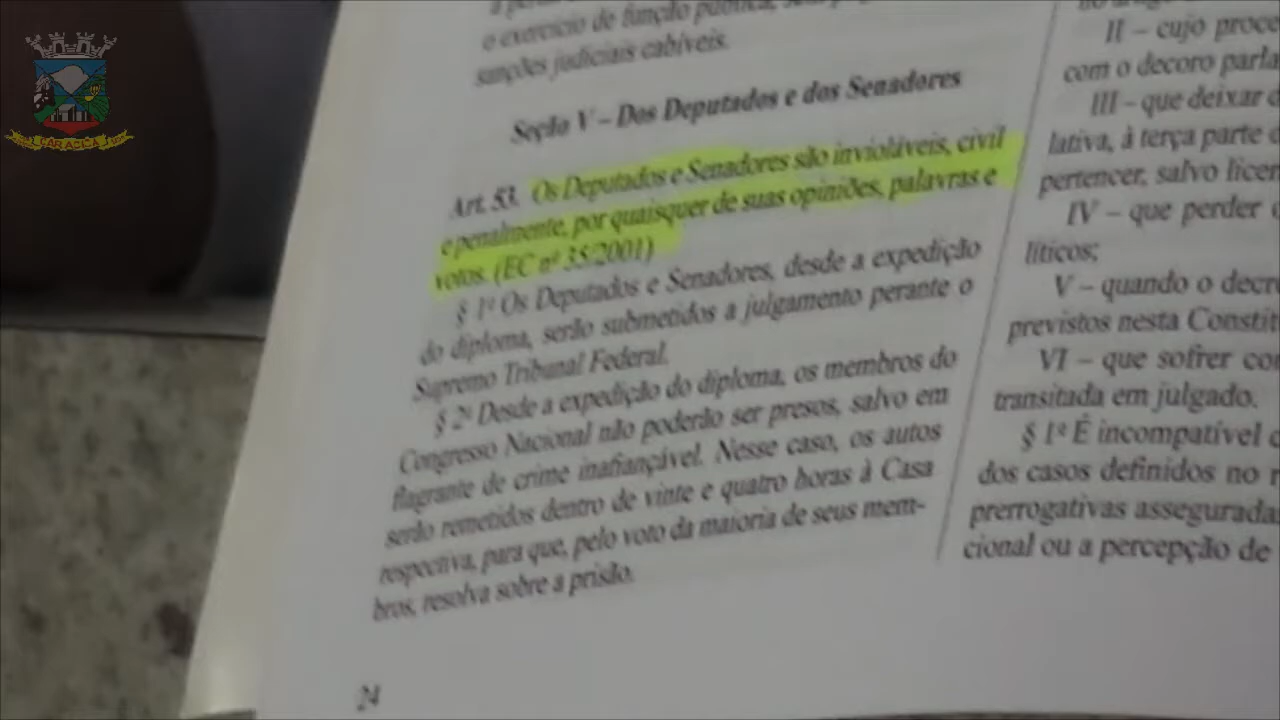 CARAÇUÍ
e exercício de função pública,
sanções judiciais cabíveis.
Seção V – Dos Deputados e dos Senadores
Art. 53. Os Deputados e Senadores são invioláveis, civil
e penalmente, por quaisquer de suas opiniões, palavras e
votos. (EC nº 35/2001)
§ 1º Os Deputados e Senadores, desde a expedição
do diploma, serão submetidos a julgamento perante o
Supremo Tribunal Federal.
§ 2º Desde a expedição do diploma, os membros do
Congresso Nacional não poderão ser presos, salvo em
flagrante de crime inafiançável. Nesse caso, os autos
serão remetidos dentro de vinte e quatro horas à Casa
respectiva, para que, pelo voto da maioria de seus mem-
bros, resolva sobre a prisão.
24
II – cujo proc
com o decoro parla
III – que deixar
lativa, à terça parte
pertencer, salvo licen
IV – que perder
líticos;
V – quando o decre
previstos nesta Constit
VI – que sofrer con
transitada em julgado.
§ 1º É incompatível
dos casos definidos no
prerrogativas assegurada
cional ou a percepção de